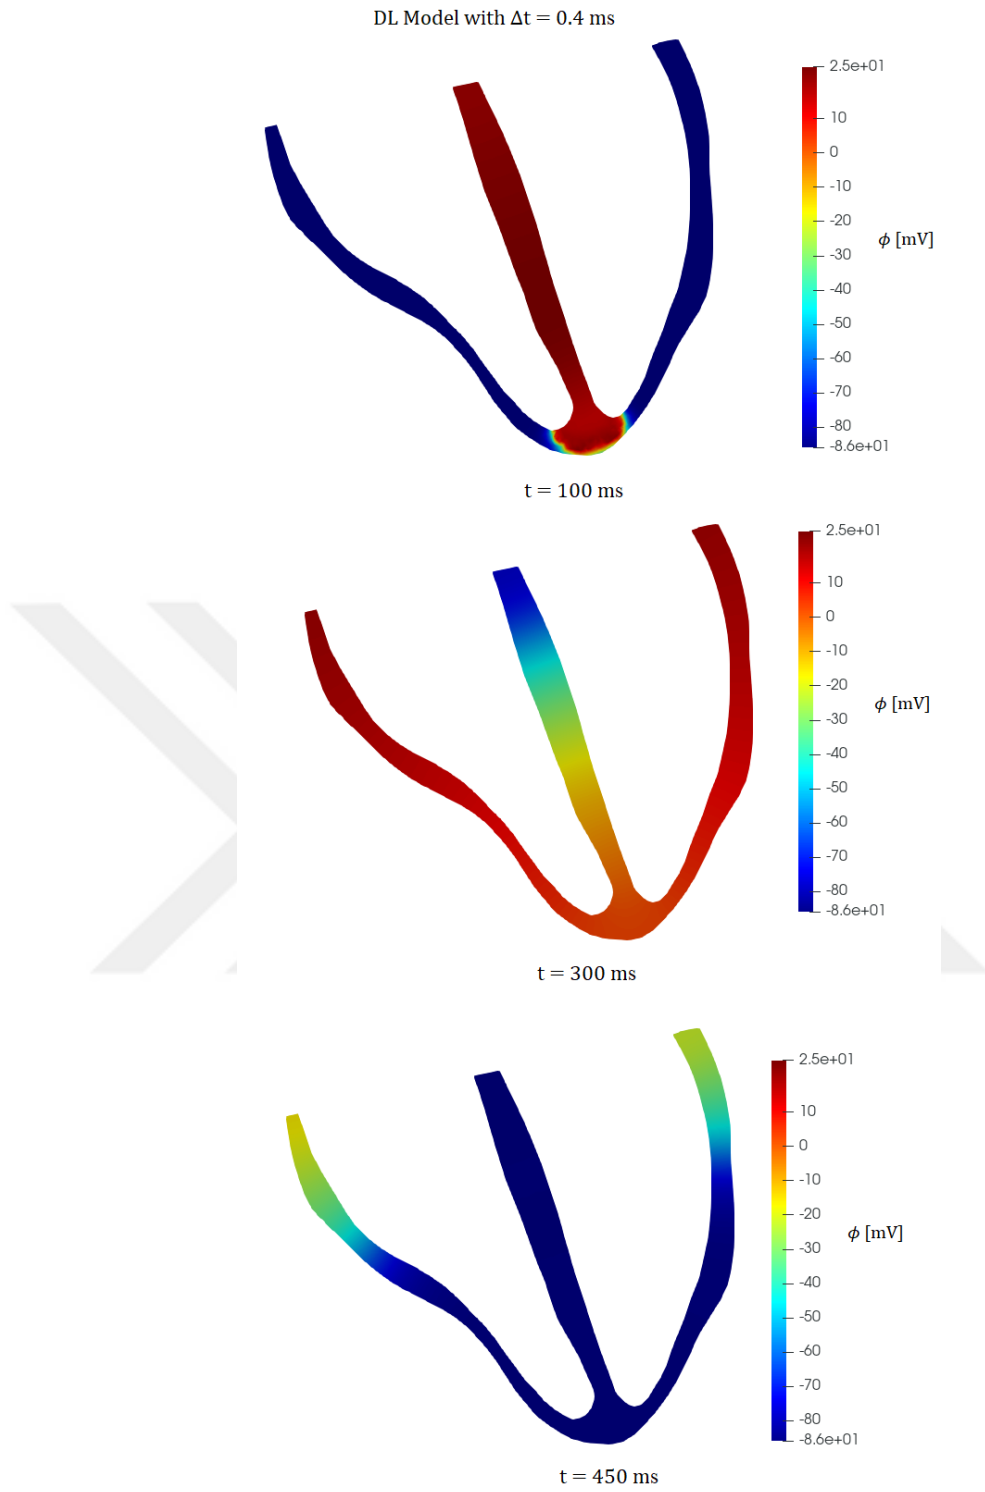 DL Model with Δt = 0.4 ms
2.5e+01
10
0
-10
-20
-30
-40
-50
-60
-70
-80
-8.6e+01
ϕ [mV]
t = 100 ms
2.5e+01
10
0
-10
-20
-30
-40
-50
-60
-70
-80
-8.6e+01
ϕ [mV]
t = 300 ms
2.5e+01
10
0
-10
-20
-30
-40
-50
-60
-70
-80
-8.6e+01
ϕ [mV]
t = 450 ms